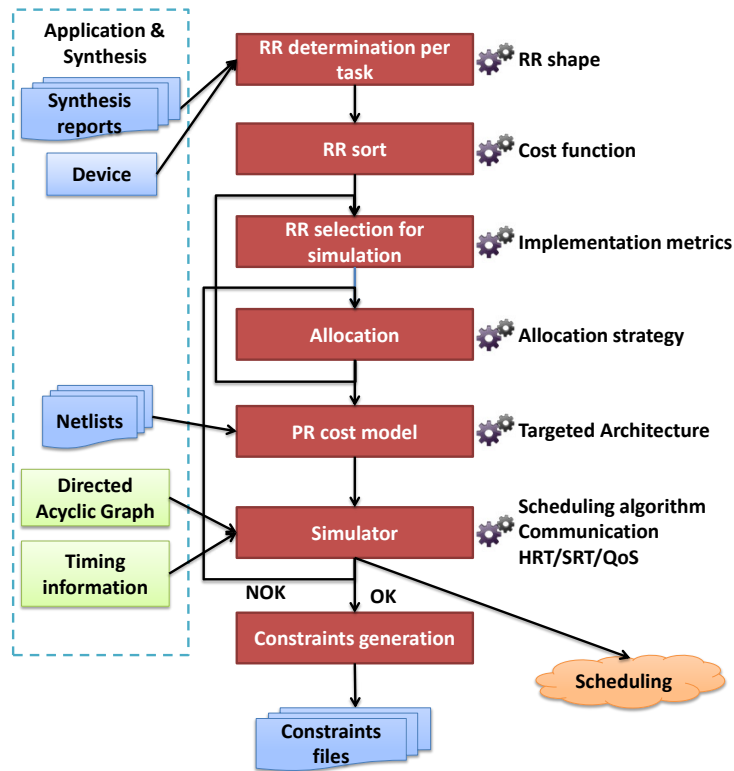 Application &
Synthesis
RR determination per
task
RR shape
Synthesis
reports
RR sort
Cost function
Device
RR selection for
simulation
Implementation metrics
Allocation
Allocation strategy
Netlists
PR cost model
Targeted Architecture
Directed
Acyclic Graph
Simulator
Scheduling algorithm
Communication
HRT/SRT/QoS
Timing
information
NOK
OK
Constraints generation
Scheduling
Constraints
files